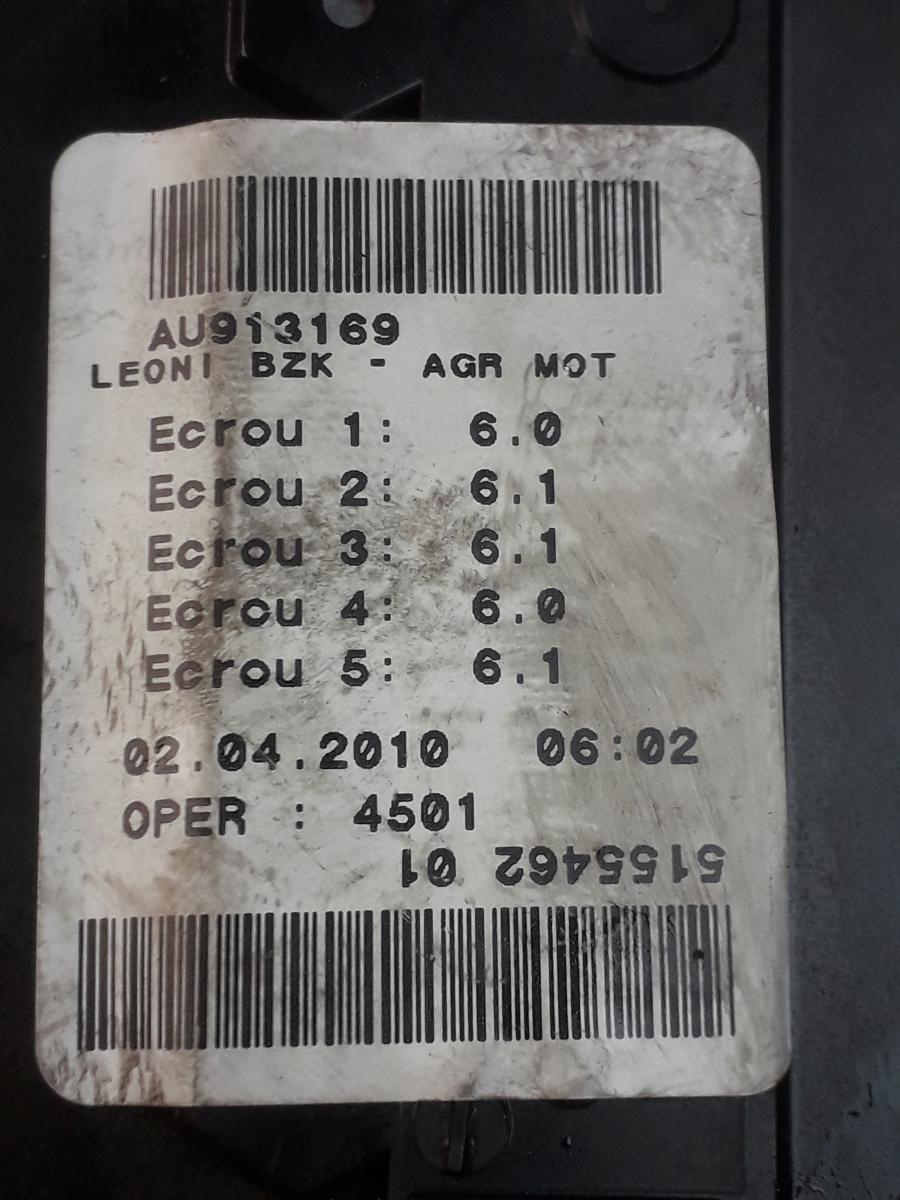 AU913169
LEONI BZK - AGR MOT
Ecrou 1: 6.0
Ecrou 2: 6.1
Ecrou 3: 6.1
Ecrou 4: 6.0
Ecrou 5: 6.1
02.04.2010 06:02
OPER : 4501
5155462 01